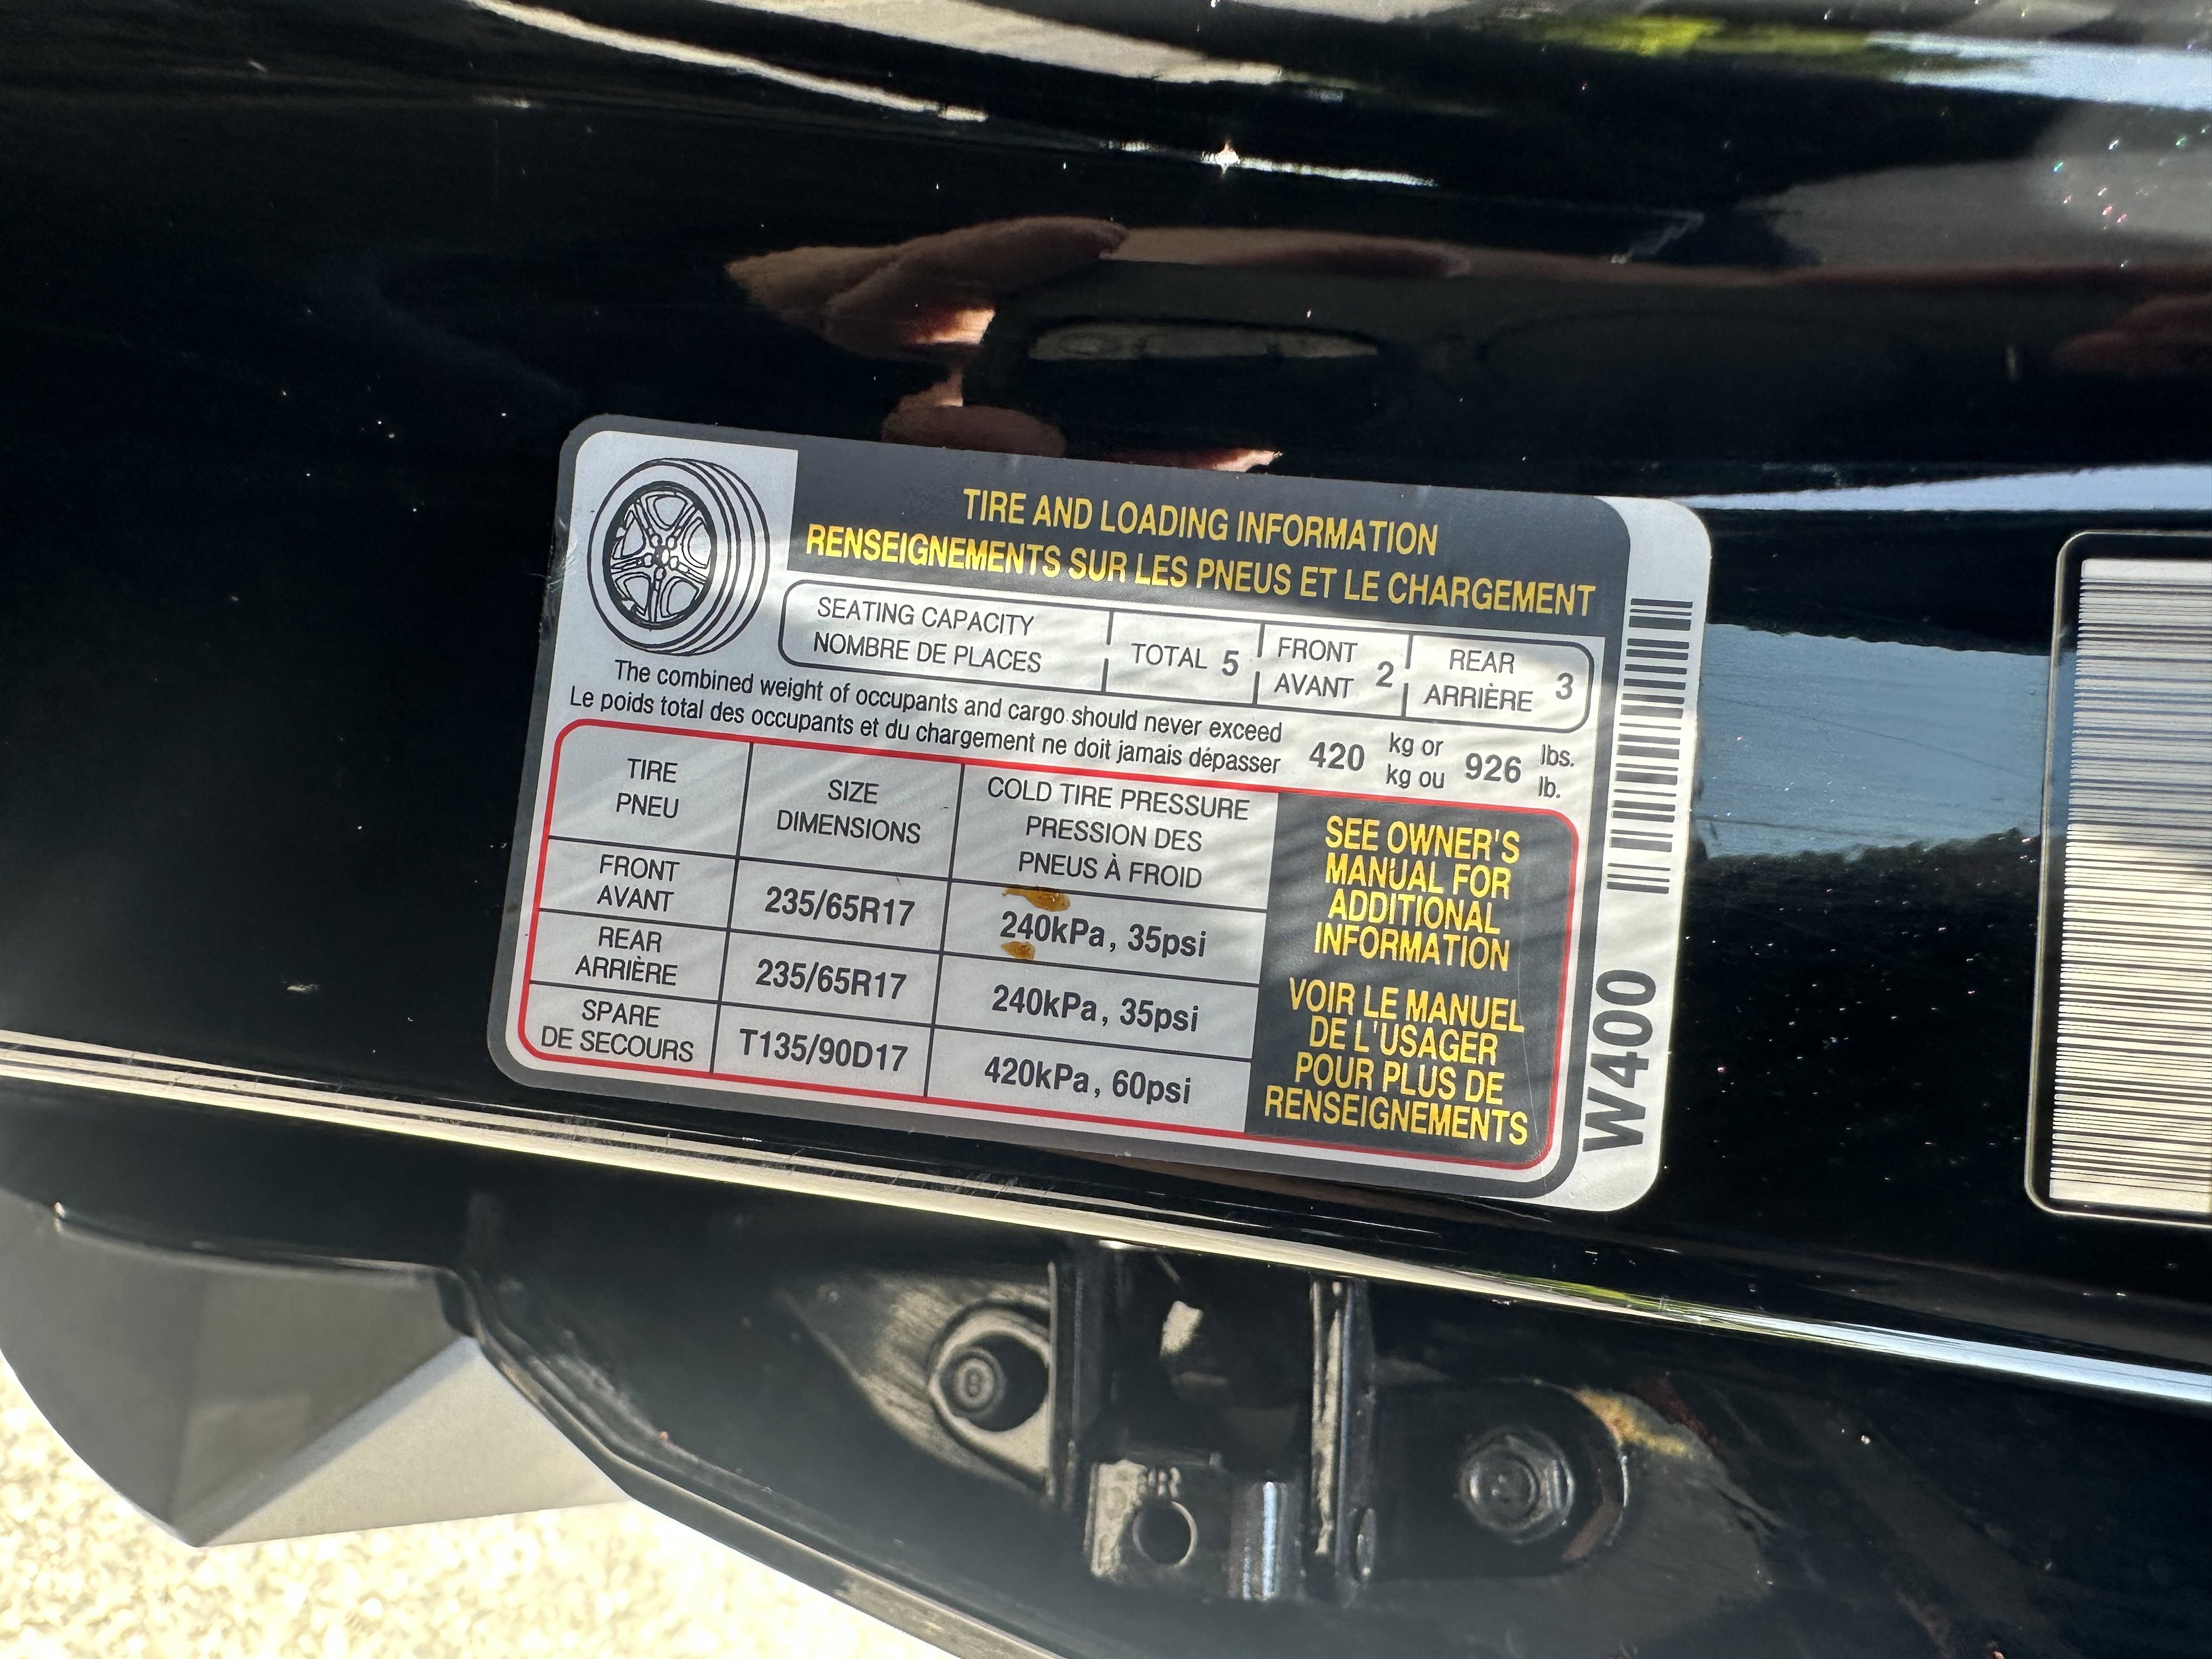 TIRE AND LOADING INFORMATION
RENSEIGNEMENTS SUR LES PNEUS ET LE CHARGEMENT
SEATING CAPACITY
NOMBRE DE PLACES
TOTAL 5
FRONT
AVANT 2
REAR
ARRIÈRE 3
The combined weight of occupants and cargo should never exceed
Le poids total des occupants et du chargement ne doit jamais dépasser
420 kg or 926 lbs.
kg ou lb.
TIRE
PNEU
SIZE
DIMENSIONS
COLD TIRE PRESSURE
PRESSION DES
PNEUS À FROID
FRONT
AVANT
235/65R17
240kPa, 35psi
REAR
ARRIÈRE
235/65R17
240kPa, 35psi
SPARE
DE SECOURS
T135/90D17
420kPa, 60psi
SEE OWNER'S
MANUAL FOR
ADDITIONAL
INFORMATION
VOIR LE MANUEL
DE L'USAGER
POUR PLUS DE
RENSEIGNEMENTS
W400